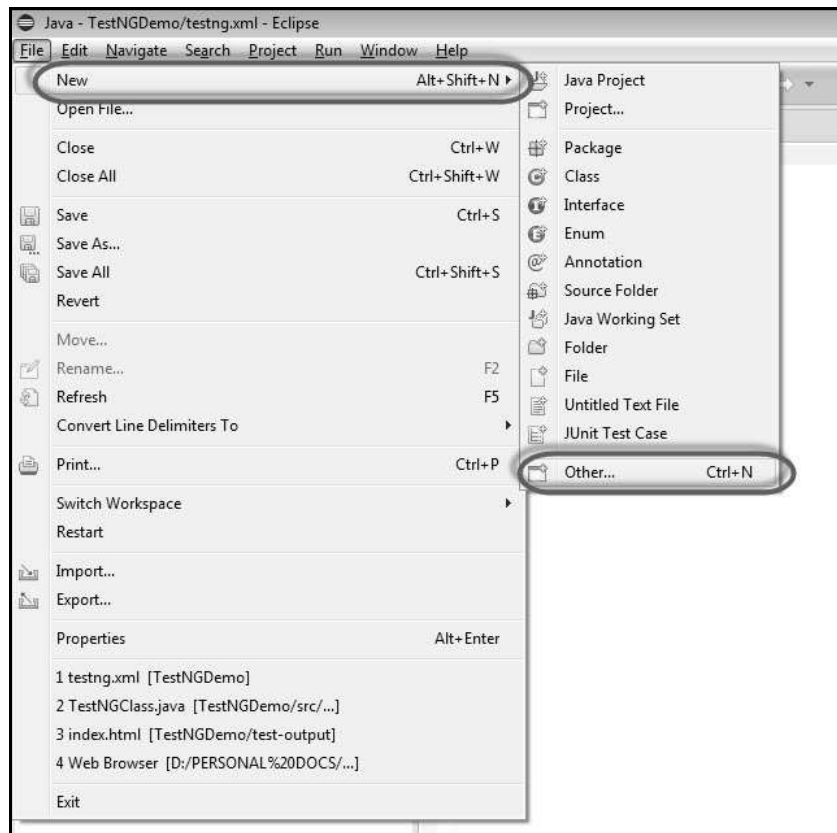 Java - TestNGDemo/testng.xml - Eclipse
File Edit Navigate Search Project Run Window Help
New Alt+Shift+N
Open File...
Close Ctrl+W
Close All Ctrl+Shift+W
Save Ctrl+S
Save As...
Save All Ctrl+Shift+S
Revert
Move...
Rename... F2
Refresh F5
Convert Line Delimiters To
Print... Ctrl+P
Switch Workspace
Restart
Import...
Export...
Properties Alt+Enter
1 testng.xml [TestNGDemo]
2 TestNGClass.java [TestNGDemo/src/...]
3 index.html [TestNGDemo/test-output]
4 Web Browser [D:/PERSONAL%20DOCS/...]
Exit
Java Project
Project...
Package
Class
Interface
Enum
Annotation
Source Folder
Java Working Set
Folder
File
Untitled Text File
JUnit Test Case
Other... Ctrl+N